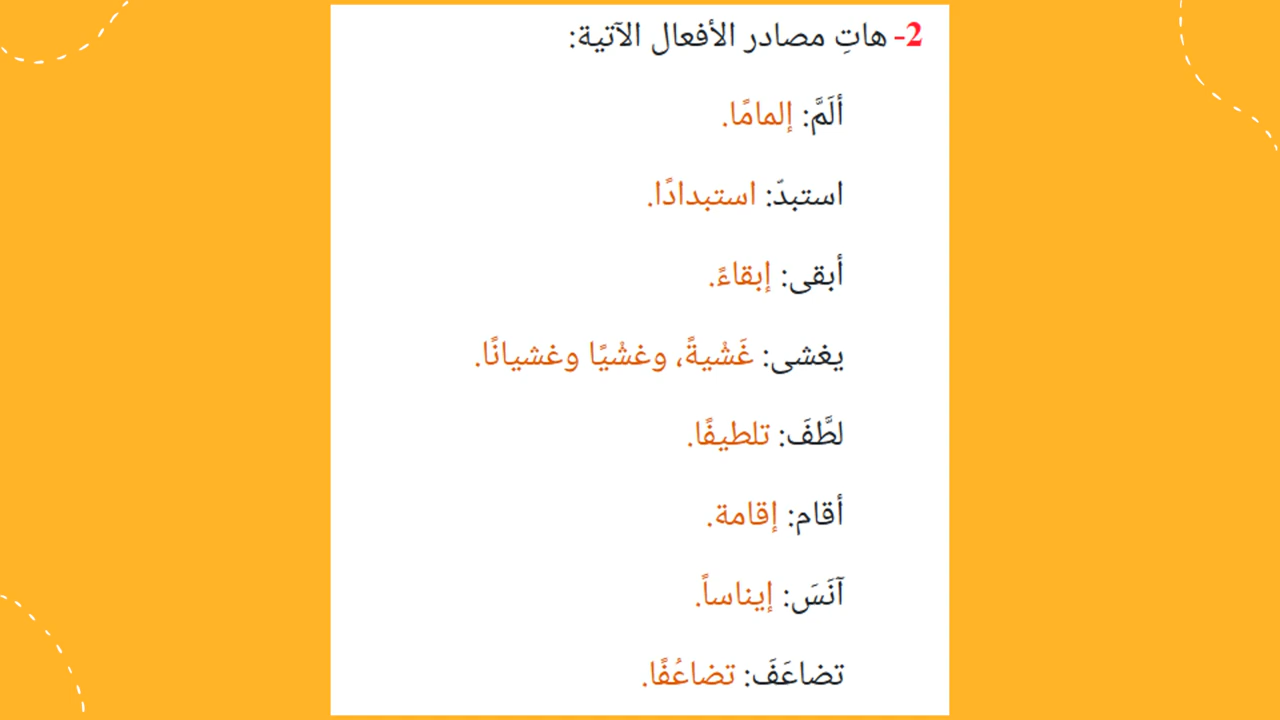 2- هاتِ مصادر الأفعال الآتية:
ألَمَّ: إلمامًا.
استبدّ: استبدادًا.
أبقى: إبقاءً.
يغشى: غَشْيةً، وغشْيًا وغشيانًا.
لطَّفَ: تلطيفًا.
أقام: إقامة.
آنَسَ: إيناساً.
تضاعَفَ: تضاعُفًا.